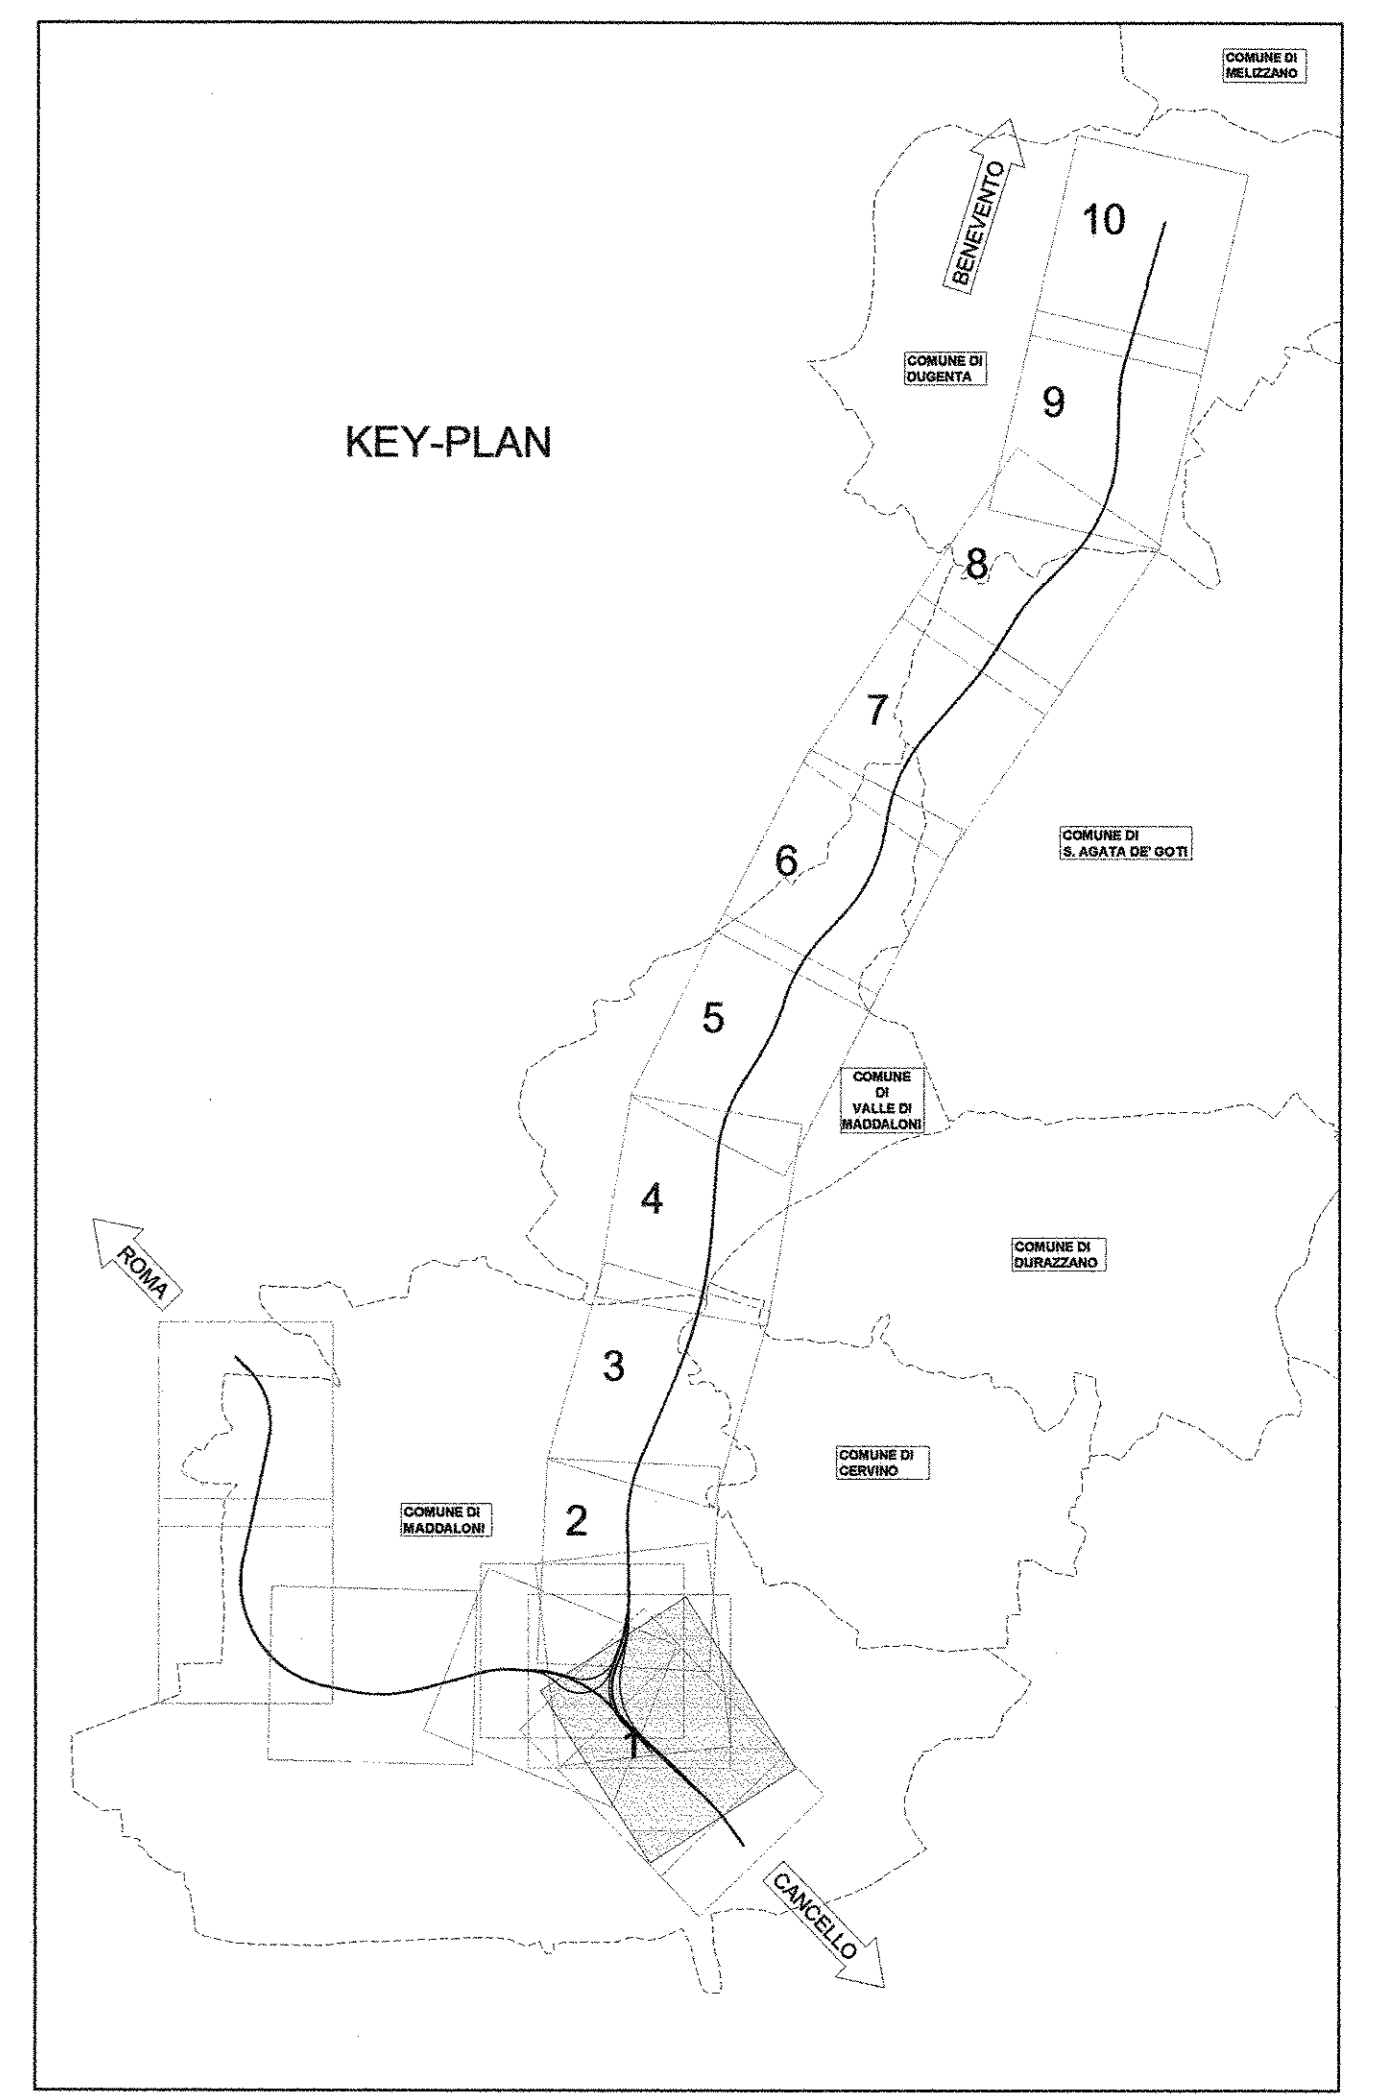 COMUNE DI
MELIZZANO
BENEVENTO
10
COMUNE DI
DUGENTA
9
KEY-PLAN
8
7
COMUNE DI
S. AGATA DE' GOTI
6
5
COMUNE
DI
VALLE DI
MADDALONI
4
ROMA
COMUNE DI
DURAZZANO
3
COMUNE DI
CERVINO
COMUNE DI
MADDALONI
2
1
CANCELLO